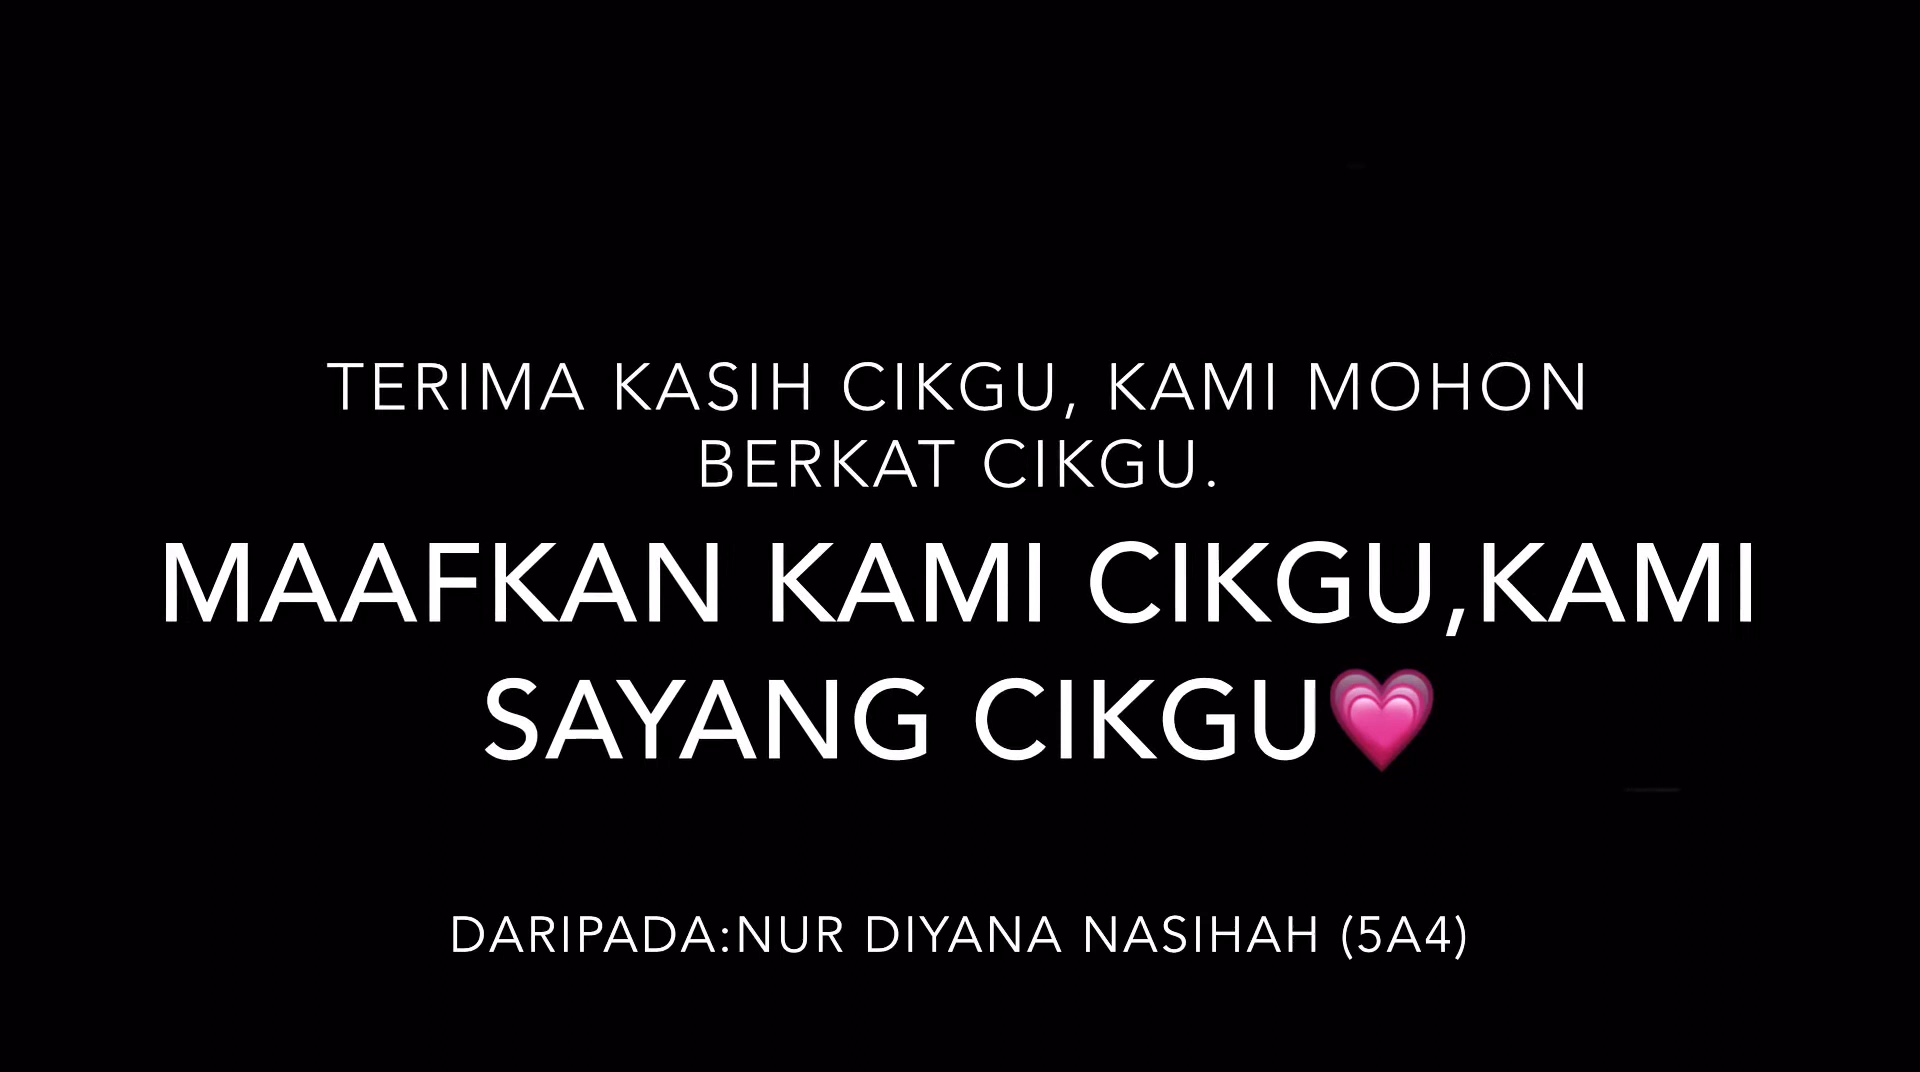 TERIMA KASIH CIKGU, KAMI MOHON
BERKAT CIKGU.
MAAFKAN KAMI CIKGU,KAMI
SAYANG CIKGU💗
DARIPADA:NUR DIYANA NASIHAH (5A4)